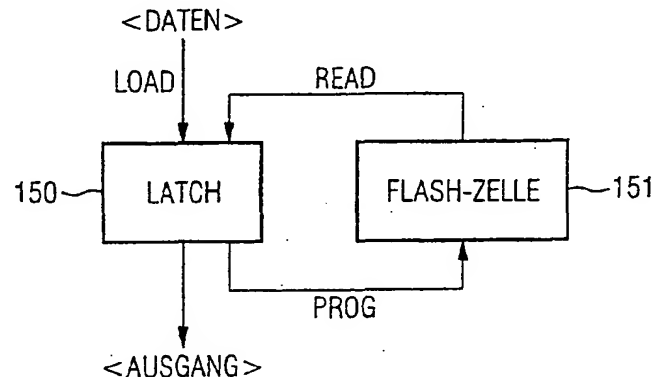 <DATEN>
LOAD
READ
150
LATCH
FLASH-ZELLE
151
PROG
<AUSGANG>